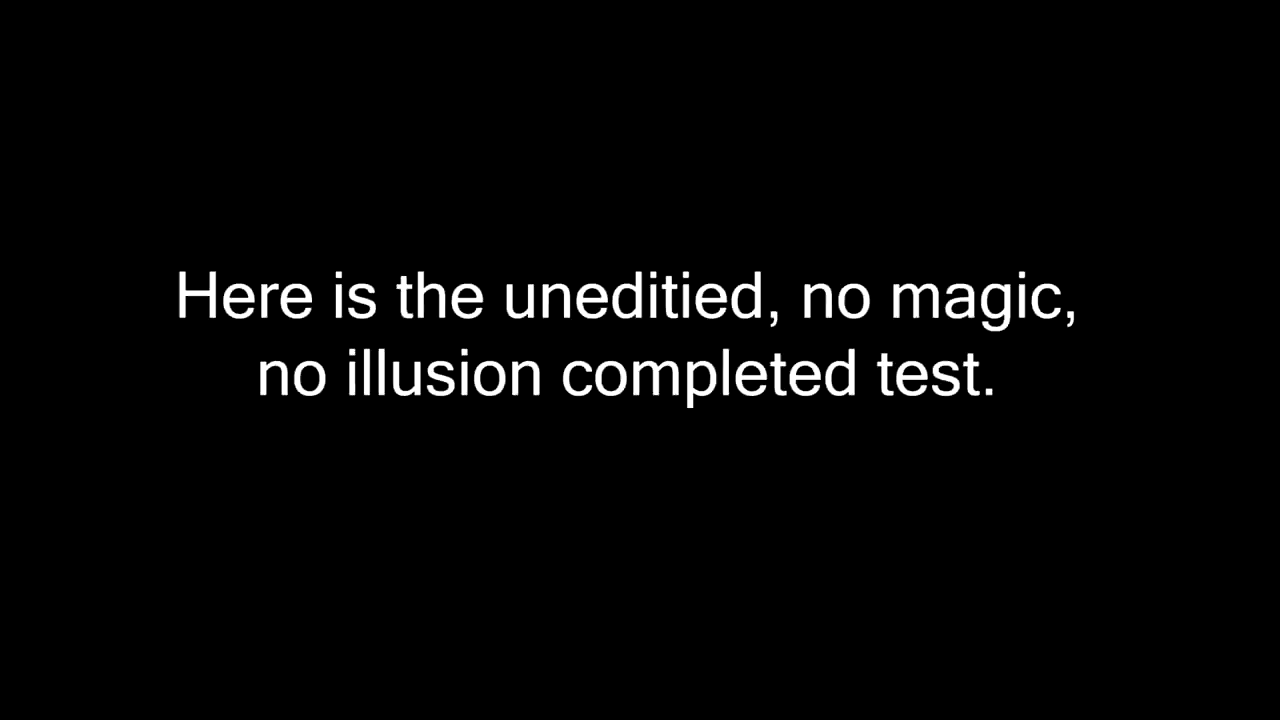 Here is the uneditied, no magic,
no illusion completed test.